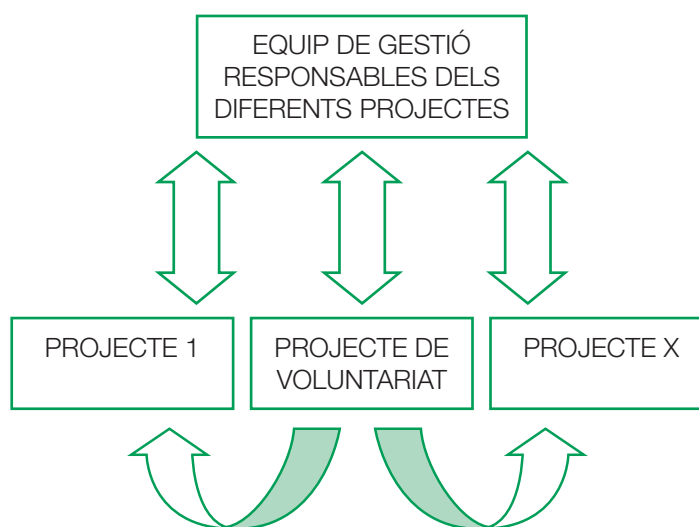 EQUIP DE GESTIÓ
RESPONSABLES DELS
DIFERENTS PROJECTES
PROJECTE 1
PROJECTE DE
VOLUNTARIAT
PROJECTE X